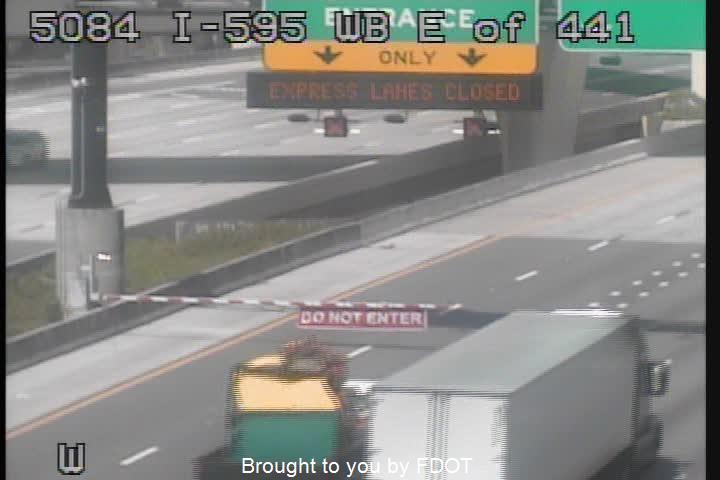 5084 I-595 WB E of 441
ENTRANCE
ONLY
EXPRESS LANES CLOSED
DO NOT ENTER
W
Brought to you by FDOT